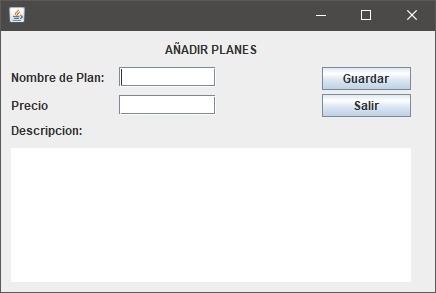 AÑADIR PLANES
Nombre de Plan:
Guardar
Precio
Salir
Descripcion: